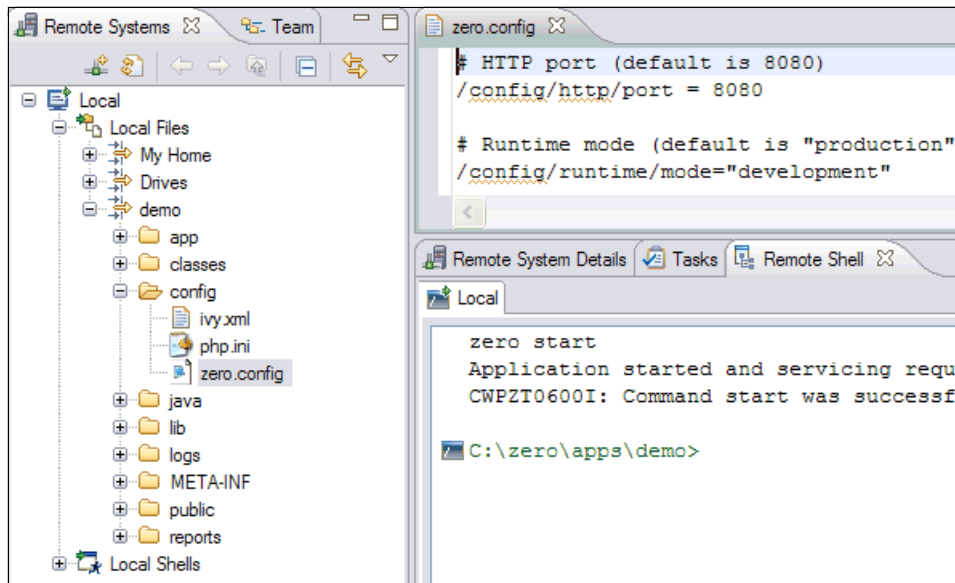 Remote Systems
Team
Local
Local Files
My Home
Drives
demo
app
classes
config
ivy.xml
php.ini
zero.config
java
lib
logs
META-INF
public
reports
Local Shells
zero.config
# HTTP port (default is 8080)
/config/http/port = 8080
# Runtime mode (default is "production"
/config/runtime/mode="development"
Remote System Details
Tasks
Remote Shell
Local
zero start
Application started and servicing requ
CWPZT0600I: Command start was successf
C:\zero\apps\demo>